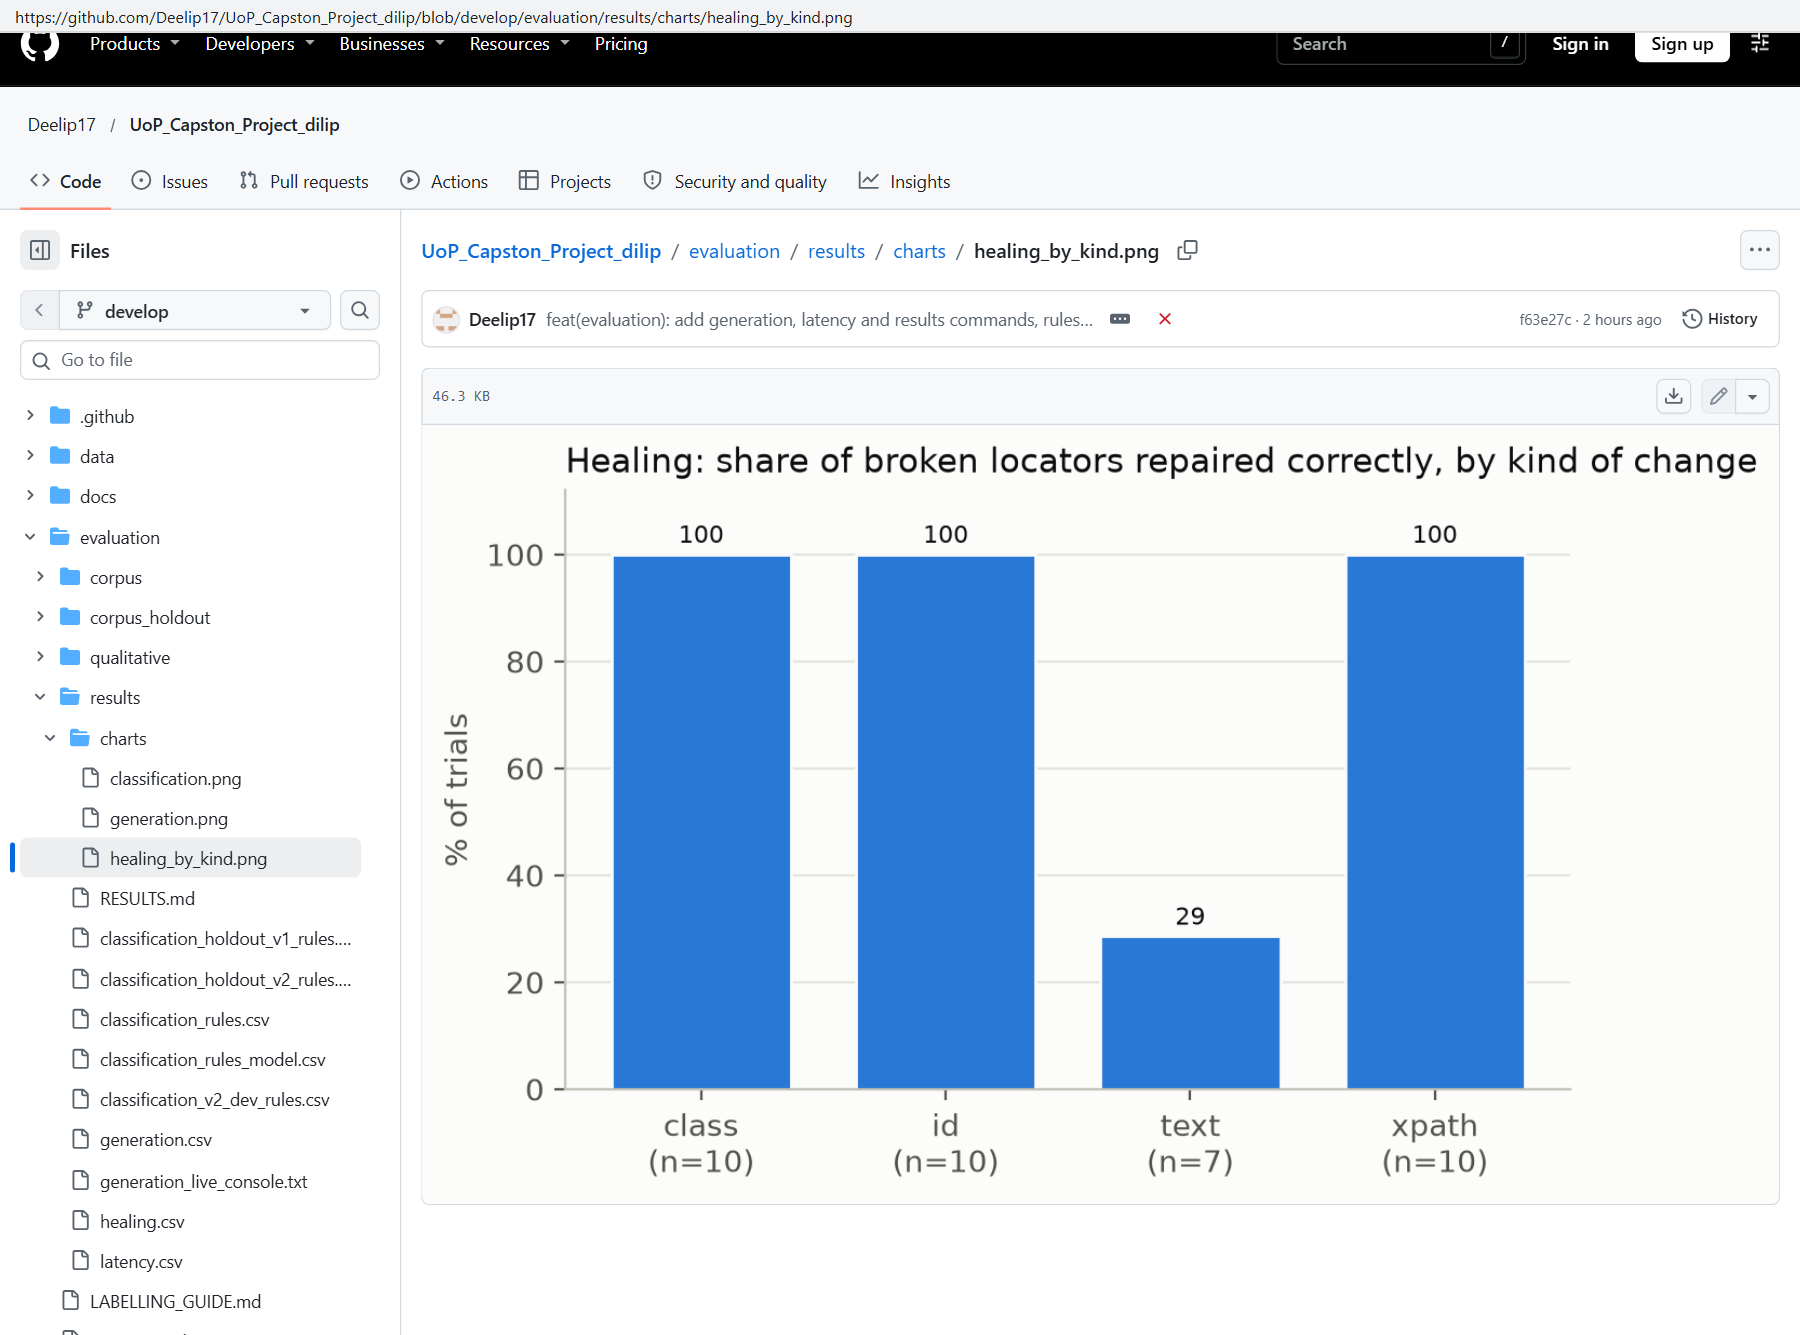 https://github.com/Deelip17/UoP_Capston_Project_dilip/blob/develop/evaluation/results/charts/healing_by_kind.png
Products Developers Businesses Resources Pricing Search / Sign in Sign up
Deelip17 / UoP_Capston_Project_dilip
Code Issues Pull requests Actions Projects Security and quality Insights
Files
UoP_Capston_Project_dilip / evaluation / results / charts / healing_by_kind.png
develop
Deelip17 feat(evaluation): add generation, latency and results commands, rules... f63e27c · 2 hours ago History
Go to file
46.3 KB
.github
data
docs
evaluation
corpus
corpus_holdout
qualitative
results
charts
classification.png
generation.png
healing_by_kind.png
RESULTS.md
classification_holdout_v1_rules....
classification_holdout_v2_rules....
classification_rules.csv
classification_rules_model.csv
classification_v2_dev_rules.csv
generation.csv
generation_live_console.txt
healing.csv
latency.csv
LABELLING_GUIDE.md
Healing: share of broken locators repaired correctly, by kind of change
100 100 100
100
80
60
40
29
20
0
% of trials
class id text xpath
(n=10) (n=10) (n=7) (n=10)